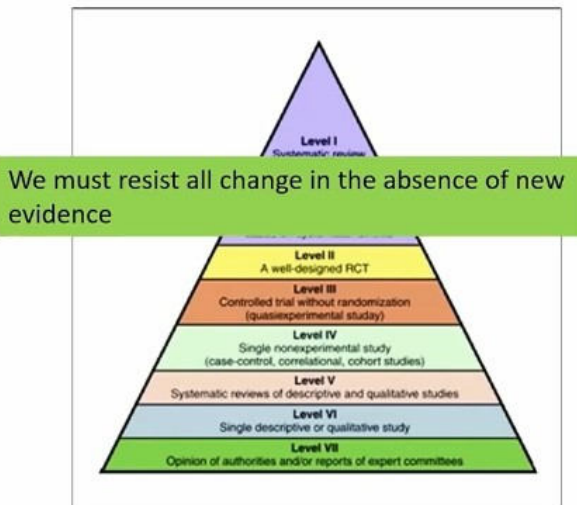 Level I
Systematic review
We must resist all change in the absence of new
evidence
Level II
A well-designed RCT
Level III
Controlled trial without randomization
(quasiexperimental studay)
Level IV
Single nonexperimental study
(case-control, correlational, cohort studies)
Level V
Systematic reviews of descriptive and qualitative studies
Level VI
Single descriptive or qualitative study
Level VII
Opinion of authorities and/or reports of expert committees